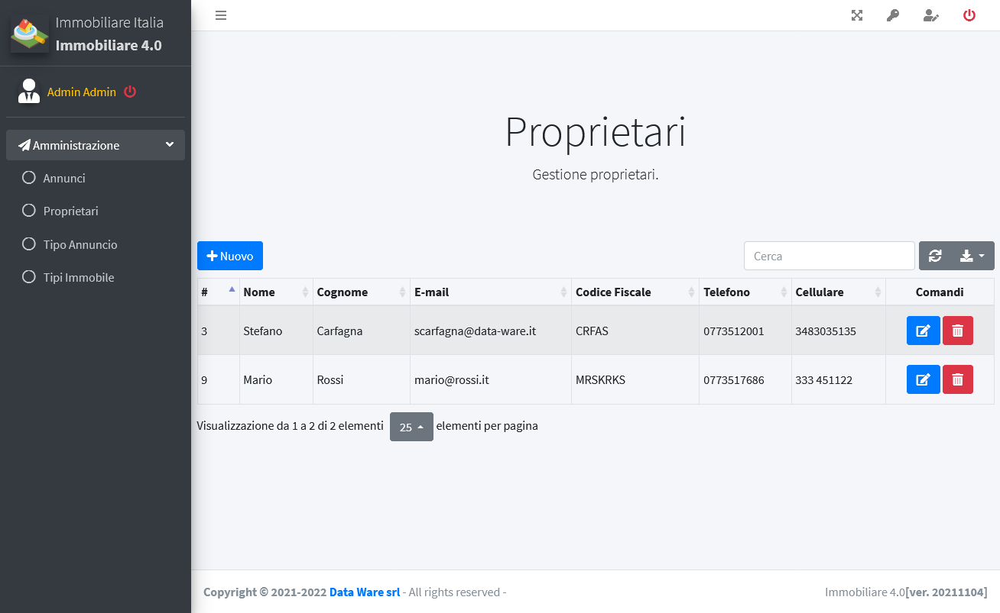 Immobiliare Italia
Immobiliare 4.0
Admin Admin
Amministrazione
Annunci
Proprietari
Tipo Annuncio
Tipi Immobile
Proprietari
Gestione proprietari.
Nuovo
Cerca
# Nome Cognome E-mail Codice Fiscale Telefono Cellulare Comandi
3 Stefano Carfagna scarfagna@data-ware.it CRFAS 0773512001 3483035135
9 Mario Rossi mario@rossi.it MRSKRKS 0773517686 333 451122
Visualizzazione da 1 a 2 di 2 elementi 25 elementi per pagina
Copyright © 2021-2022 Data Ware srl - All rights reserved -
Immobiliare 4.0[ver. 20211104]